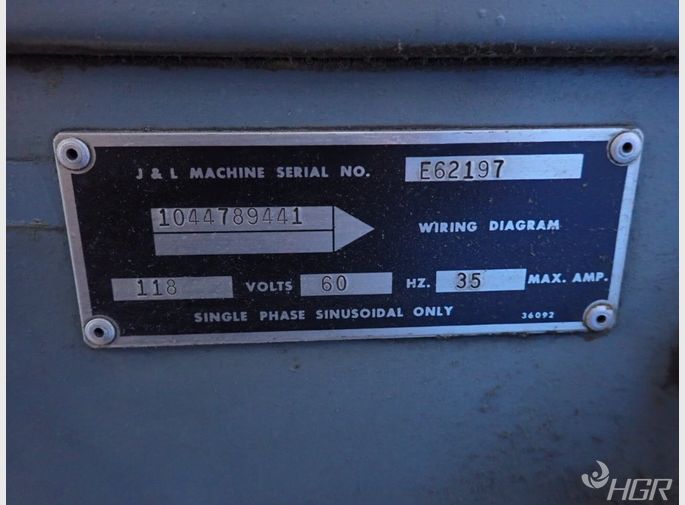 J & L MACHINE SERIAL NO. E62197
1044789441 WIRING DIAGRAM
118 VOLTS 60 HZ. 35 MAX. AMP.
SINGLE PHASE SINUSOIDAL ONLY 36092
HGR